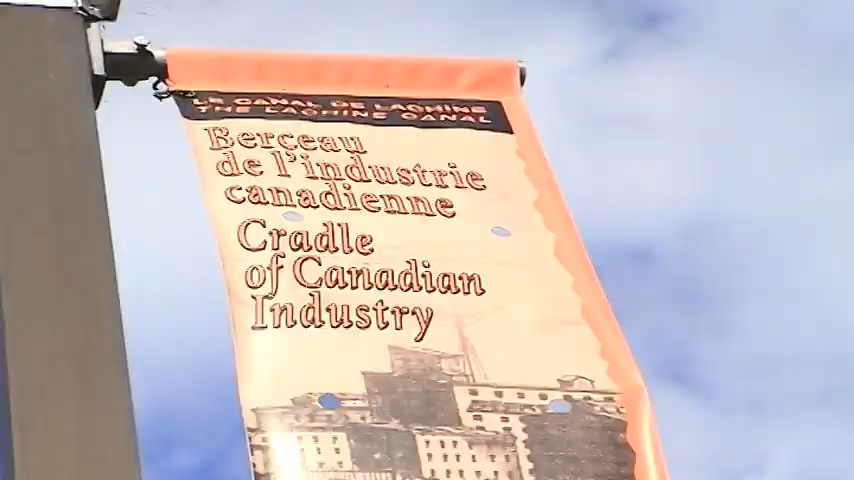 LE CANAL DE LACHINE
THE LACHINE CANAL
Berceau
de l'industrie
canadienne
Cradle
of Canadian
Industry